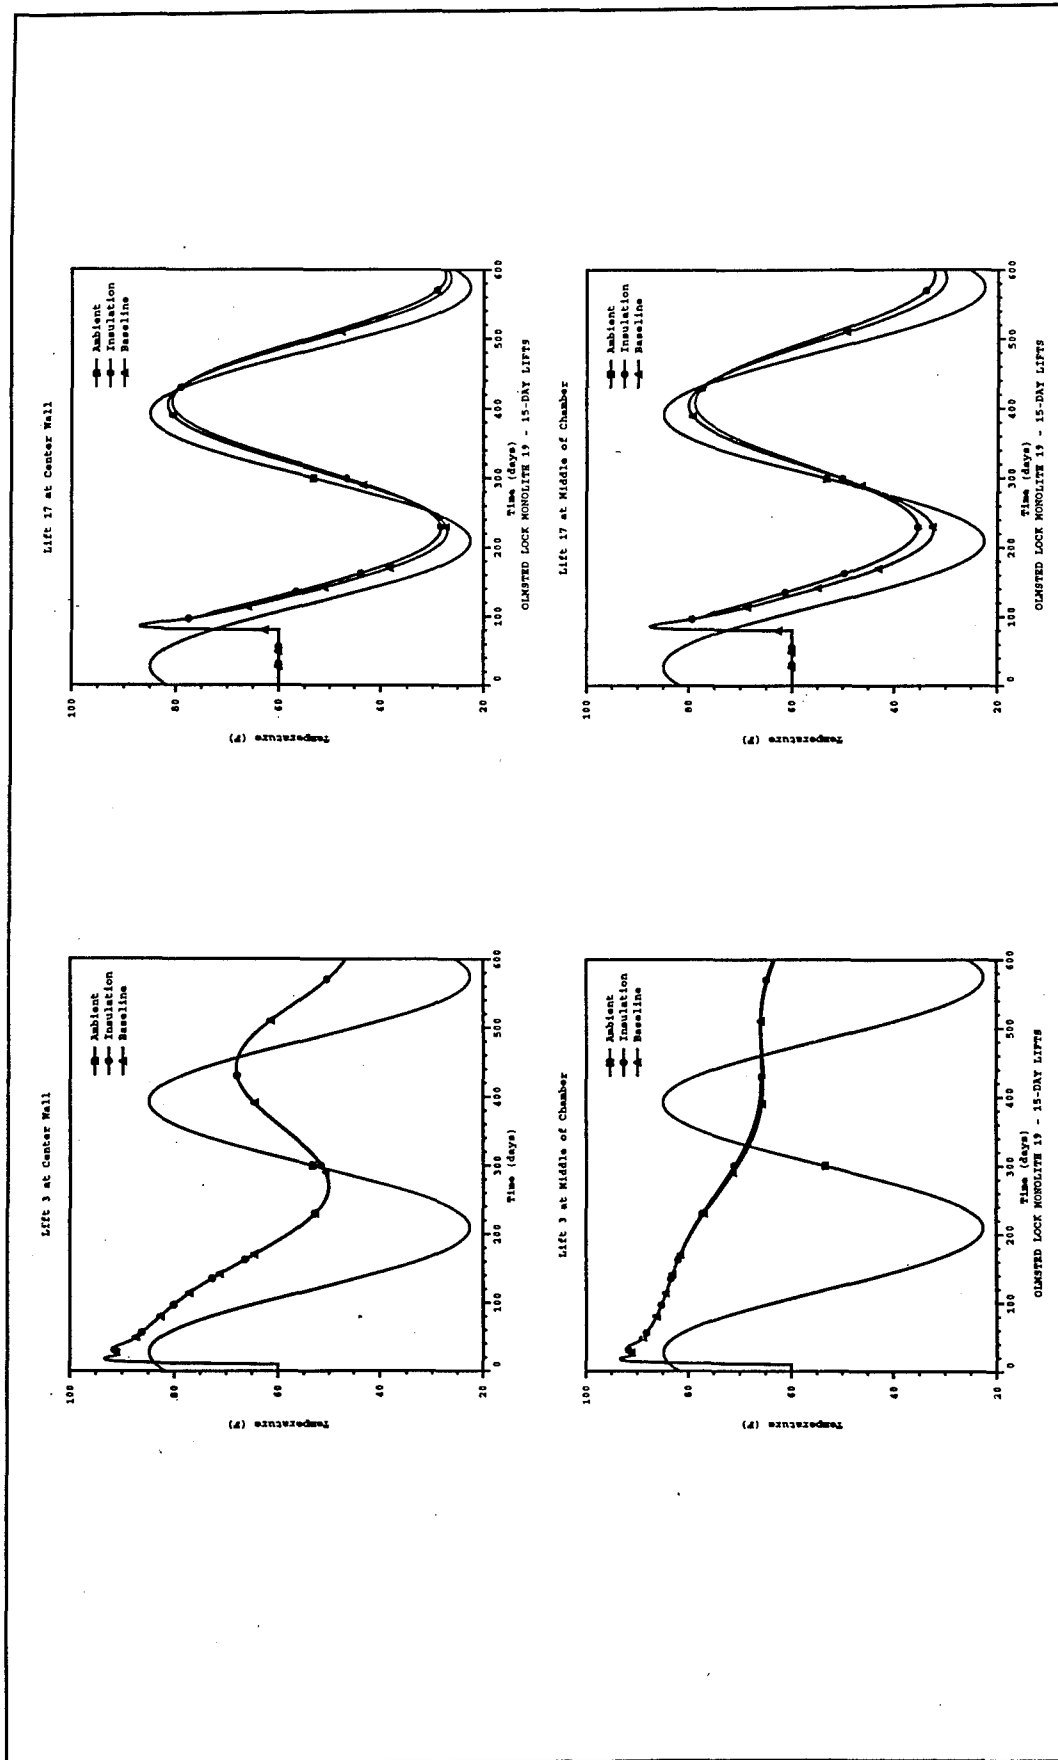 Lift 3 at Center Wall
Ambient
Insulation
Baseline
Temperature (F)
100
80
60
40
20
0 100 200 300 400 500 600
Time (days)
Lift 17 at Center Wall
Ambient
Insulation
Baseline
Temperature (F)
100
80
60
40
20
0 100 200 300 400 500 600
Time (days)
OLMSTED LOCK MONOLITH 19 - 15-DAY LIFTS
Lift 3 at Middle of Chamber
Ambient
Insulation
Baseline
Temperature (F)
100
80
60
40
20
0 100 200 300 400 500 600
Time (days)
OLMSTED LOCK MONOLITH 19 - 15-DAY LIFTS
Lift 17 at Middle of Chamber
Ambient
Insulation
Baseline
Temperature (F)
100
80
60
40
20
0 100 200 300 400 500 600
Time (days)
OLMSTED LOCK MONOLITH 19 - 15-DAY LIFTS